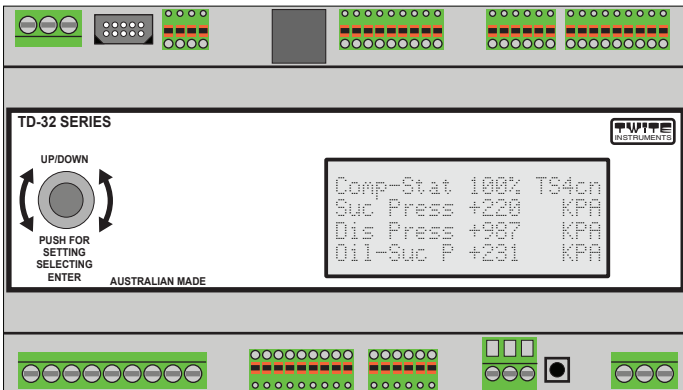 TD-32 SERIES
TWITE
INSTRUMENTS
UP/DOWN
PUSH FOR
SETTING
SELECTING
ENTER
AUSTRALIAN MADE
Comp-Stat 100% TS4cn
Suc Press +220 KPA
Dis Press +987 KPA
Oil-Suc P +231 KPA